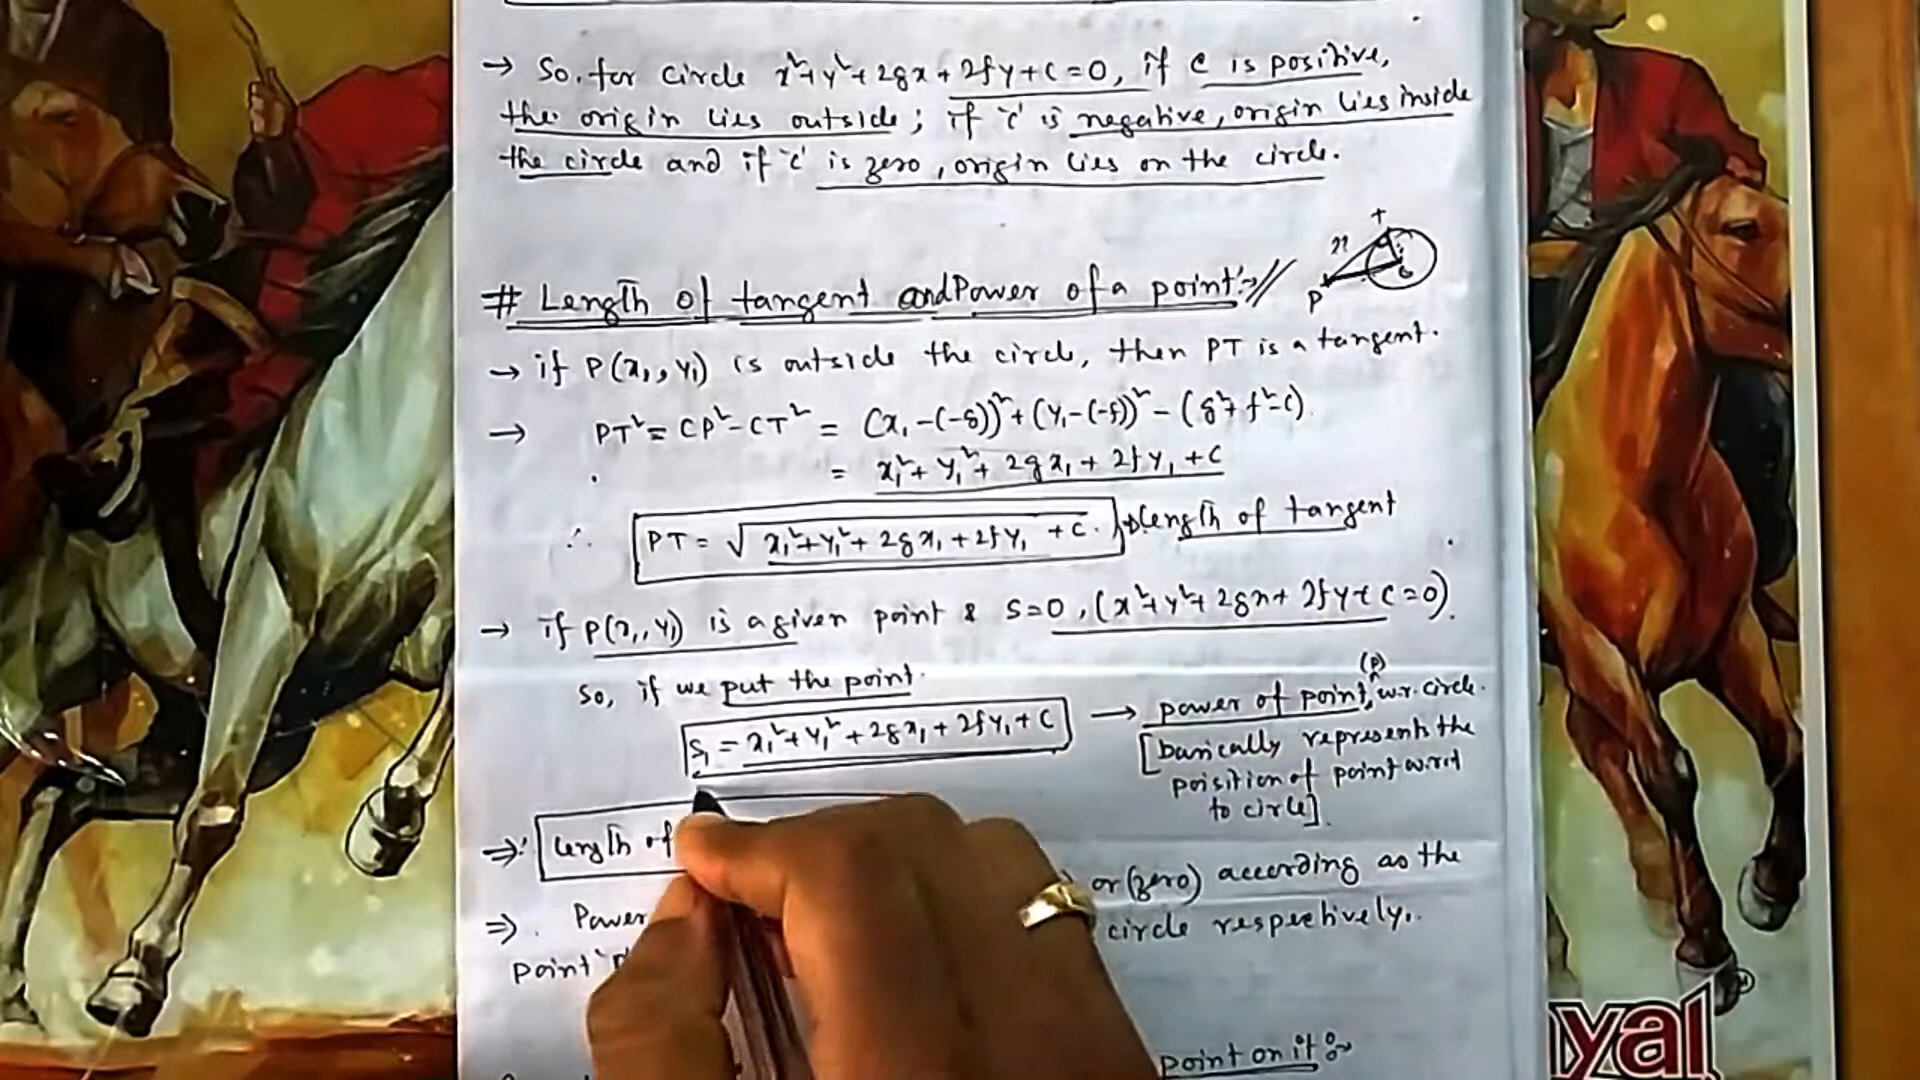 → So, for circle x²+y²+2gx+2fy+c=0, if c is positive,
the origin lies outside; if 'c' is negative, origin lies inside
the circle and if 'c' is zero, origin lies on the circle.
T
P
# Length of tangent and Power of a point :-//
→ if P(x₁, y₁) is outside the circle, then PT is a tangent.
→ PT² = CP² - CT² = (x₁-(-g))² + (y₁-(-f))² - (g²+f²-c)
= x₁²+y₁²+2gx₁+2fy₁+c
∴ PT = √x₁²+y₁²+2gx₁+2fy₁+c. → length of tangent
→ if P(x₁, y₁) is a given point & S=0, (x²+y²+2gx+2fy+c=0).
So, if we put the point.
S₁ = x₁²+y₁²+2gx₁+2fy₁+c → power of point (P) w.r. circle.
[basically represents the
poisition of point w.r.t
to circle].
⇒ length of
or (zero) according as the
⇒ . Power
circle respectively.
point 'p
point on it :-
yal